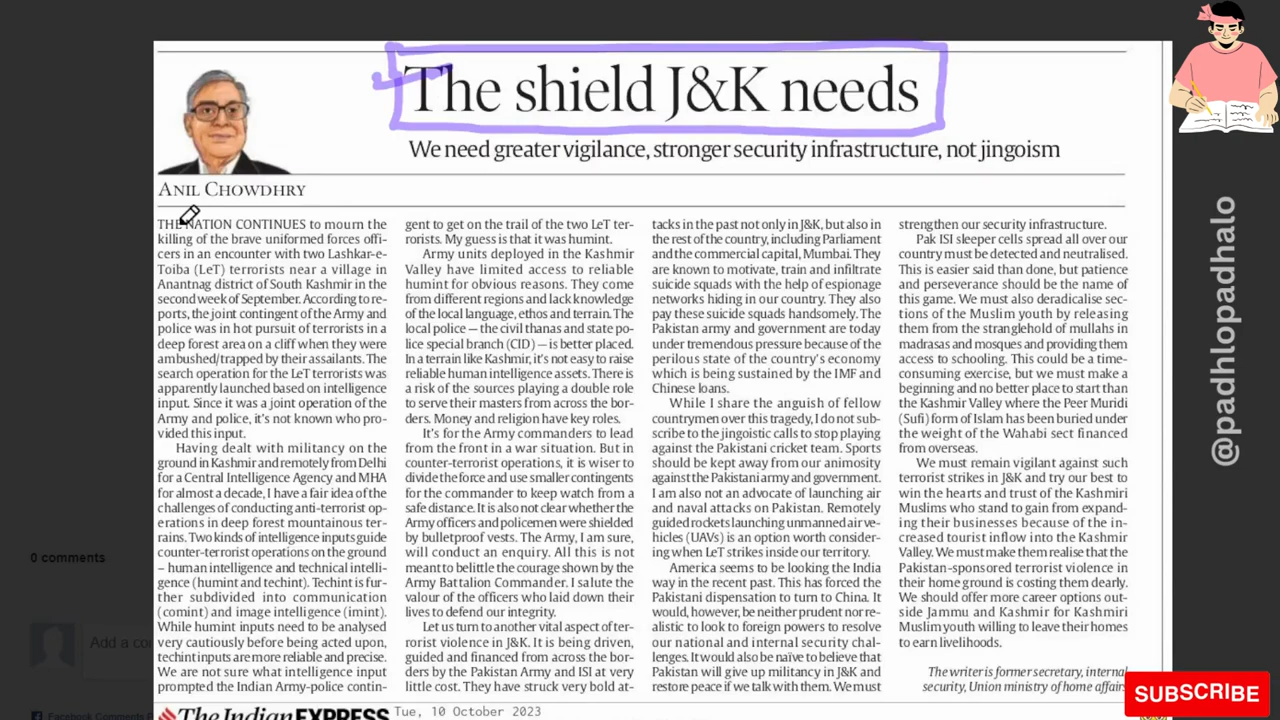 The shield J&K needs
We need greater vigilance, stronger security infrastructure, not jingoism
ANIL CHOWDHRY
THE NATION CONTINUES to mourn the
killing of the brave uniformed forces offi-
cers in an encounter with two Lashkar-e-
Toiba (LeT) terrorists near a village in
Anantnag district of South Kashmir in the
second week of September. According to re-
ports, the joint contingent of the Army and
police was in hot pursuit of terrorists in a
deep forest area on a cliff when they were
ambushed/trapped by their assailants. The
search operation for the LeT terrorists was
apparently launched based on intelligence
input. Since it was a joint operation of the
Army and police, it's not known who pro-
vided this input.
Having dealt with militancy on the
ground in Kashmir and remotely from Delhi
for a Central Intelligence Agency and MHA
for almost a decade, I have a fair idea of the
challenges of conducting anti-terrorist op-
erations in deep forest mountainous ter-
rains. Two kinds of intelligence inputs guide
counter-terrorist operations on the ground
– human intelligence and technical intelli-
gence (humint and techint). Techint is fur-
ther subdivided into communication
(comint) and image intelligence (imint).
While humint inputs need to be analysed
very cautiously before being acted upon,
techint inputs are more reliable and precise.
We are not sure what intelligence input
prompted the Indian Army-police contin-
gent to get on the trail of the two LeT ter-
rorists. My guess is that it was humint.
Army units deployed in the Kashmir
Valley have limited access to reliable
humint for obvious reasons. They come
from different regions and lack knowledge
of the local language, ethos and terrain. The
local police — the civil thanas and state po-
lice special branch (CID) — is better placed.
In a terrain like Kashmir, it's not easy to raise
reliable human intelligence assets. There is
a risk of the sources playing a double role
to serve their masters from across the bor-
ders. Money and religion have key roles.
It's for the Army commanders to lead
from the front in a war situation. But in
counter-terrorist operations, it is wiser to
divide the force and use smaller contingents
for the commander to keep watch from a
safe distance. It is also not clear whether the
Army officers and policemen were shielded
by bulletproof vests. The Army, I am sure,
will conduct an enquiry. All this is not
meant to belittle the courage shown by the
Army Battalion Commander. I salute the
valour of the officers who laid down their
lives to defend our integrity.
Let us turn to another vital aspect of ter-
rorist violence in J&K. It is being driven,
guided and financed from across the bor-
ders by the Pakistan Army and ISI at very
little cost. They have struck very bold at-
tacks in the past not only in J&K, but also in
the rest of the country, including Parliament
and the commercial capital, Mumbai. They
are known to motivate, train and infiltrate
suicide squads with the help of espionage
networks hiding in our country. They also
pay these suicide squads handsomely. The
Pakistan army and government are today
under tremendous pressure because of the
perilous state of the country's economy
which is being sustained by the IMF and
Chinese loans.
While I share the anguish of fellow
countrymen over this tragedy, I do not sub-
scribe to the jingoistic calls to stop playing
against the Pakistani cricket team. Sports
should be kept away from our animosity
against the Pakistani army and government.
I am also not an advocate of launching air
and naval attacks on Pakistan. Remotely
guided rockets launching unmanned air ve-
hicles (UAVs) is an option worth consider-
ing when LeT strikes inside our territory.
America seems to be looking the India
way in the recent past. This has forced the
Pakistani dispensation to turn to China. It
would, however, be neither prudent nor re-
alistic to look to foreign powers to resolve
our national and internal security chal-
lenges. It would also be naïve to believe that
Pakistan will give up militancy in J&K and
restore peace if we talk with them. We must
strengthen our security infrastructure.
Pak ISI sleeper cells spread all over our
country must be detected and neutralised.
This is easier said than done, but patience
and perseverance should be the name of
this game. We must also deradicalise sec-
tions of the Muslim youth by releasing
them from the stranglehold of mullahs in
madrasas and mosques and providing them
access to schooling. This could be a time-
consuming exercise, but we must make a
beginning and no better place to start than
the Kashmir Valley where the Peer Muridi
(Sufi) form of Islam has been buried under
the weight of the Wahabi sect financed
from overseas.
We must remain vigilant against such
terrorist strikes in J&K and try our best to
win the hearts and trust of the Kashmiri
Muslims who stand to gain from expand-
ing their businesses because of the in-
creased tourist inflow into the Kashmir
Valley. We must make them realise that the
Pakistan-sponsored terrorist violence in
their home ground is costing them dearly.
We should offer more career options out-
side Jammu and Kashmir for Kashmiri
Muslim youth willing to leave their homes
to earn livelihoods.
The writer is former secretary, internal
security, Union ministry of home affairs
The Indian EXPRESS
Tue, 10 October 2023
0 comments
Add a co
Facebook Comments P
@padhlopadhalo
SUBSCRIBE